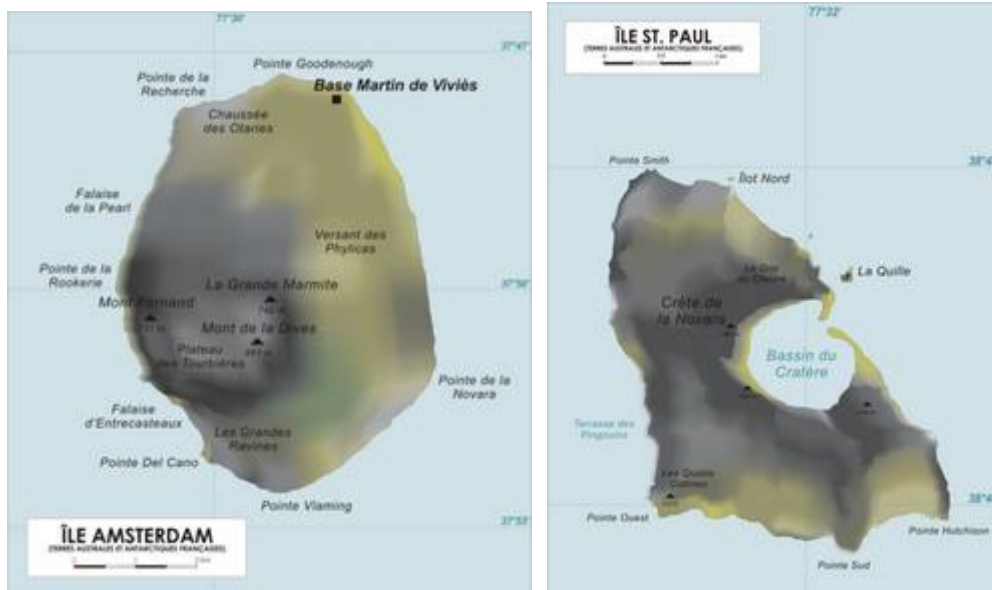 77°30'
37°47'
Pointe Goodenough
Pointe de la
Recherche
Base Martin de Viviès
Chaussée
des Otaries
Falaise
de la Pearl
Versant des
Phylicas
Pointe de la
Rookerie
37°50'
La Grande Marmite
Mont Fernand
Mont de la Dives
Plateau
des Tourbières
Pointe de la
Novara
Falaise
d'Entrecasteaux
Les Grandes
Ravines
Pointe Del Cano
Pointe Vlaming
37°53'
ÎLE AMSTERDAM
(TERRES AUSTRALES ET ANTARCTIQUES FRANÇAISES)
77°32'
ÎLE ST. PAUL
(TERRES AUSTRALES ET ANTARCTIQUES FRANÇAISES)
Pointe Smith
38°4
Îlot Nord
La Quille
Crête de
la Novara
Bassin du
Cratère
Terrasse des
Pingouins
Les Quatre
Collines
Pointe Ouest
38°4
Pointe Hutchison
Pointe Sud